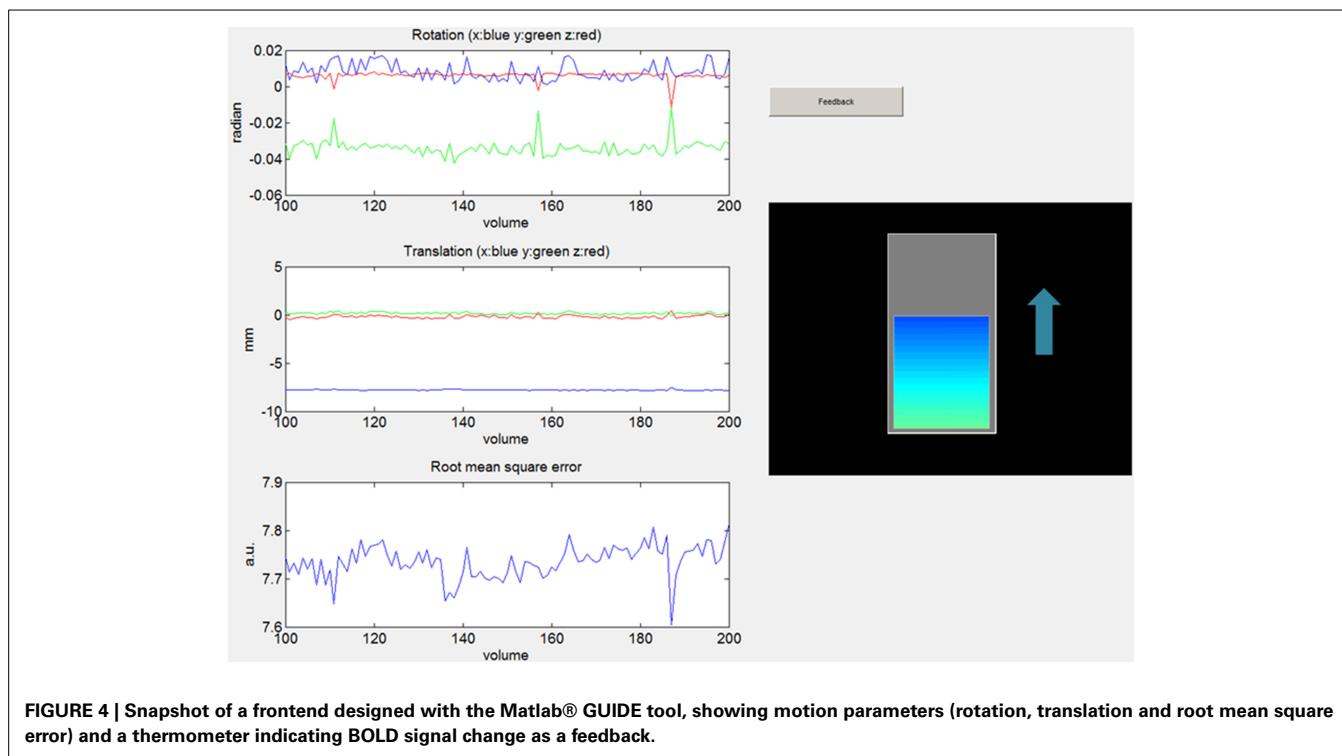 Rotation (x:blue y:green z:red)
0.02
0
-0.02
-0.04
-0.06
radian
100 120 140 160 180 200
volume
Feedback
Translation (x:blue y:green z:red)
5
0
-5
-10
mm
100 120 140 160 180 200
volume
Root mean square error
7.9
7.8
7.7
7.6
a.u.
100 120 140 160 180 200
volume
FIGURE 4 | Snapshot of a frontend designed with the Matlab® GUIDE tool, showing motion parameters (rotation, translation and root mean square
error) and a thermometer indicating BOLD signal change as a feedback.